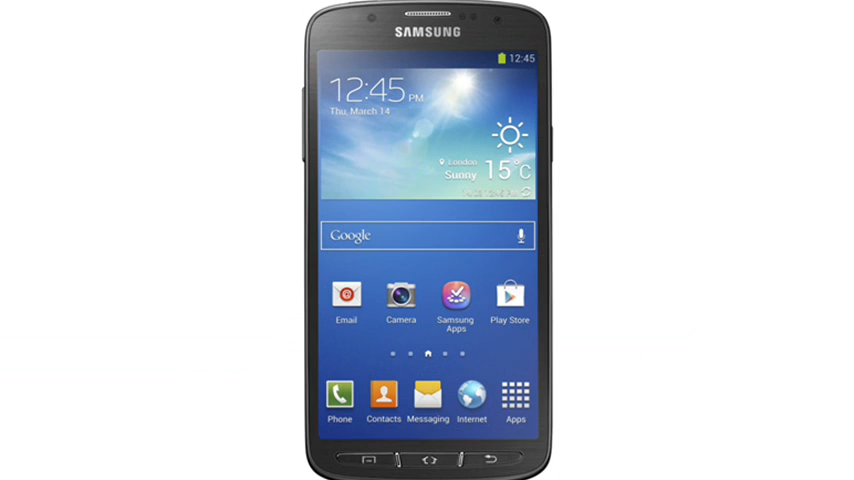 SAMSUNG
12:45
12:45 PM
Thu, March 14
London
Sunny 15°C
Google
Email Camera Samsung Apps Play Store
Phone Contacts Messaging Internet Apps